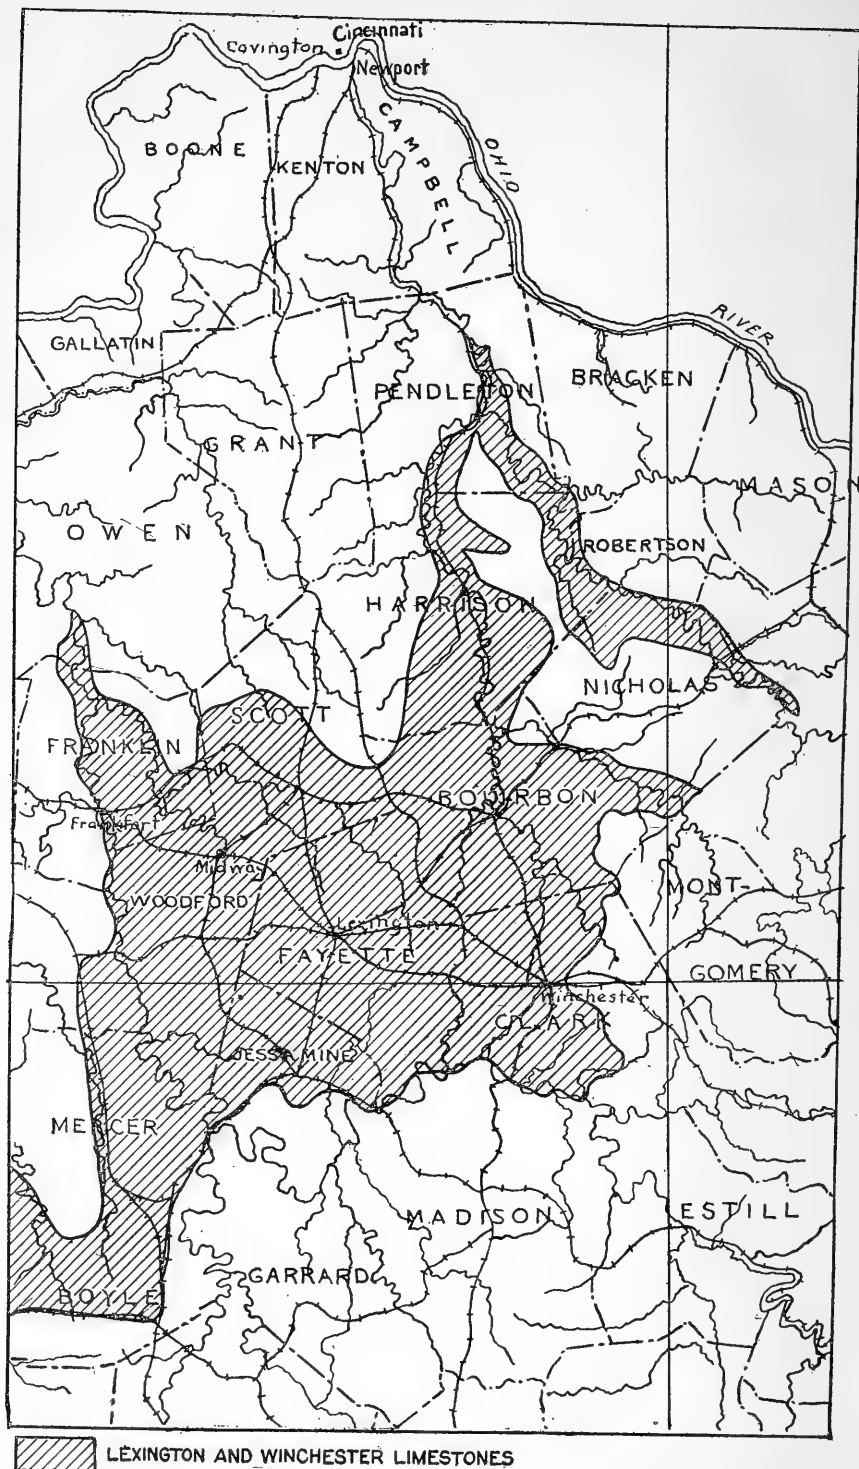 Cincinnati
Covington
Newport
CAMPBELL
BOONE
KENTON
OHIO
RIVER
GALLATIN
PENDLETON
BRACKEN
GRANT
MASON
OWEN
ROBERTSON
HARRISON
NICHOLAS
SCOTT
FRANKLIN
BOURBON
Frankfort
Midway
MONT-
WOODFORD
Lexington
FAYETTE
GOMERY
Winchester
CLARK
JESSAMINE
MERCER
MADISON
ESTILL
GARRARD
BOYLE
LEXINGTON AND WINCHESTER LIMESTONES